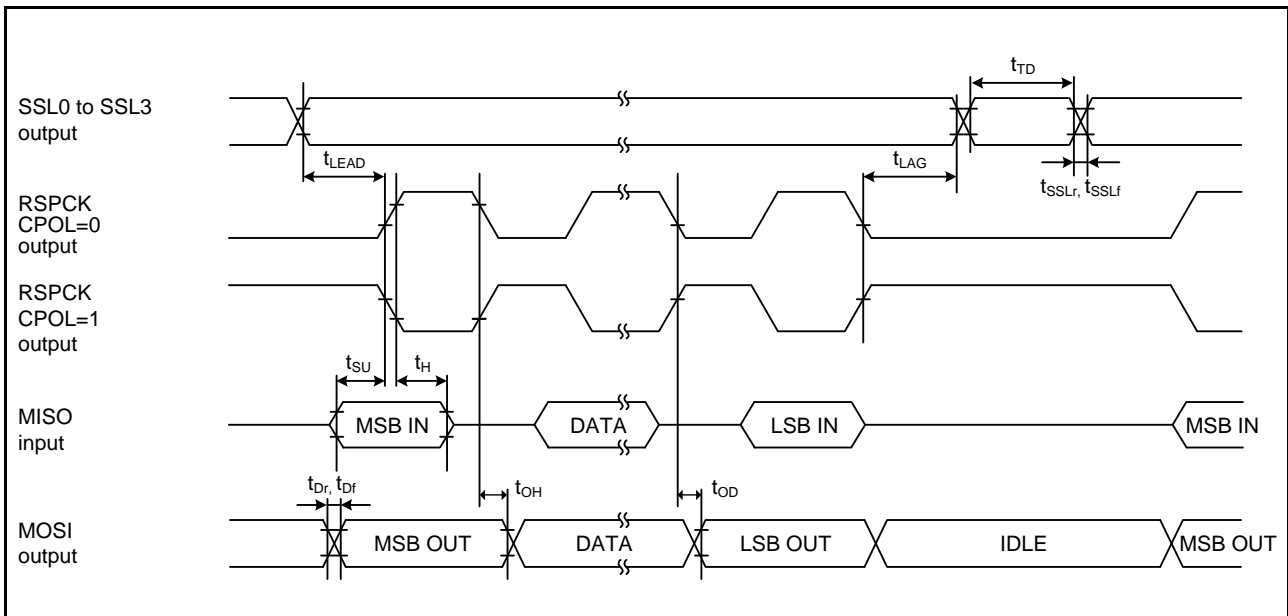 tTD
SSL0 to SSL3
output
tLEAD
tLAG
tSSLr, tSSLf
RSPCK
CPOL=0
output
RSPCK
CPOL=1
output
tSU
tH
MISO
input
MSB IN
DATA
LSB IN
MSB IN
tDr, tDf
tOH
tOD
MOSI
output
MSB OUT
DATA
LSB OUT
IDLE
MSB OUT